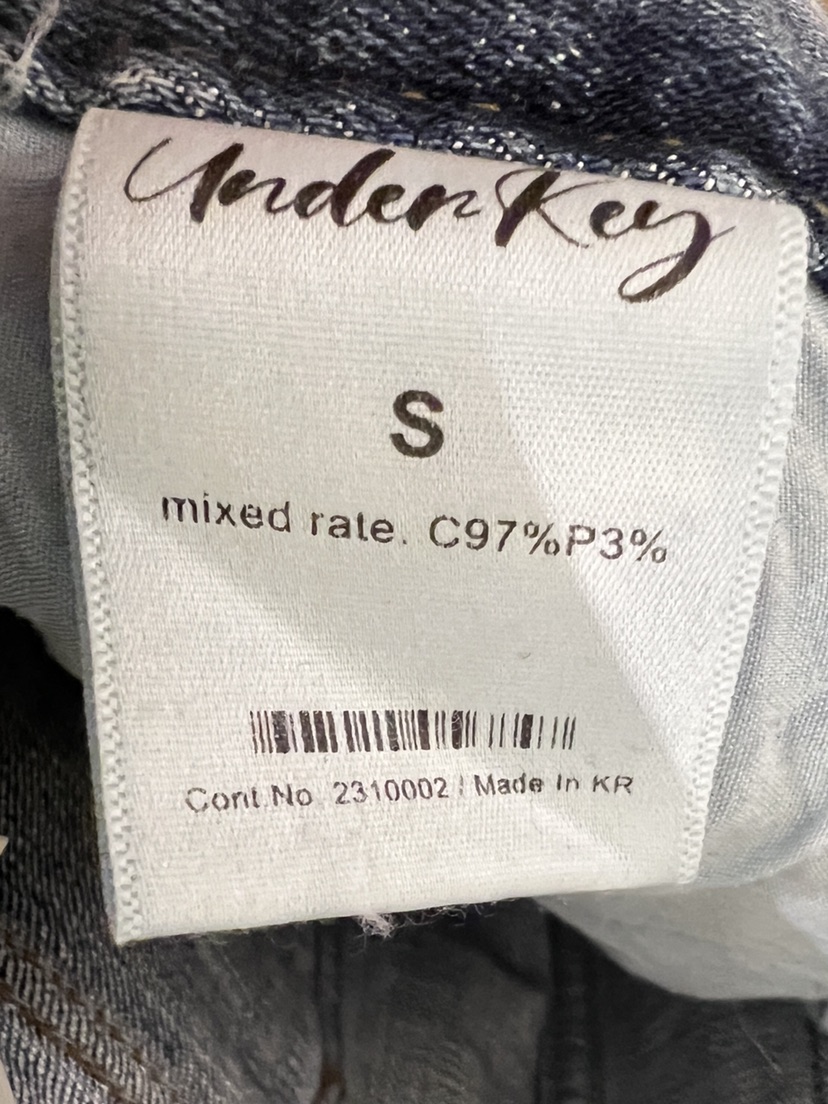 Under Key
S
mixed rate. C97%P3%
Cont.No. 2310002 / Made In KR